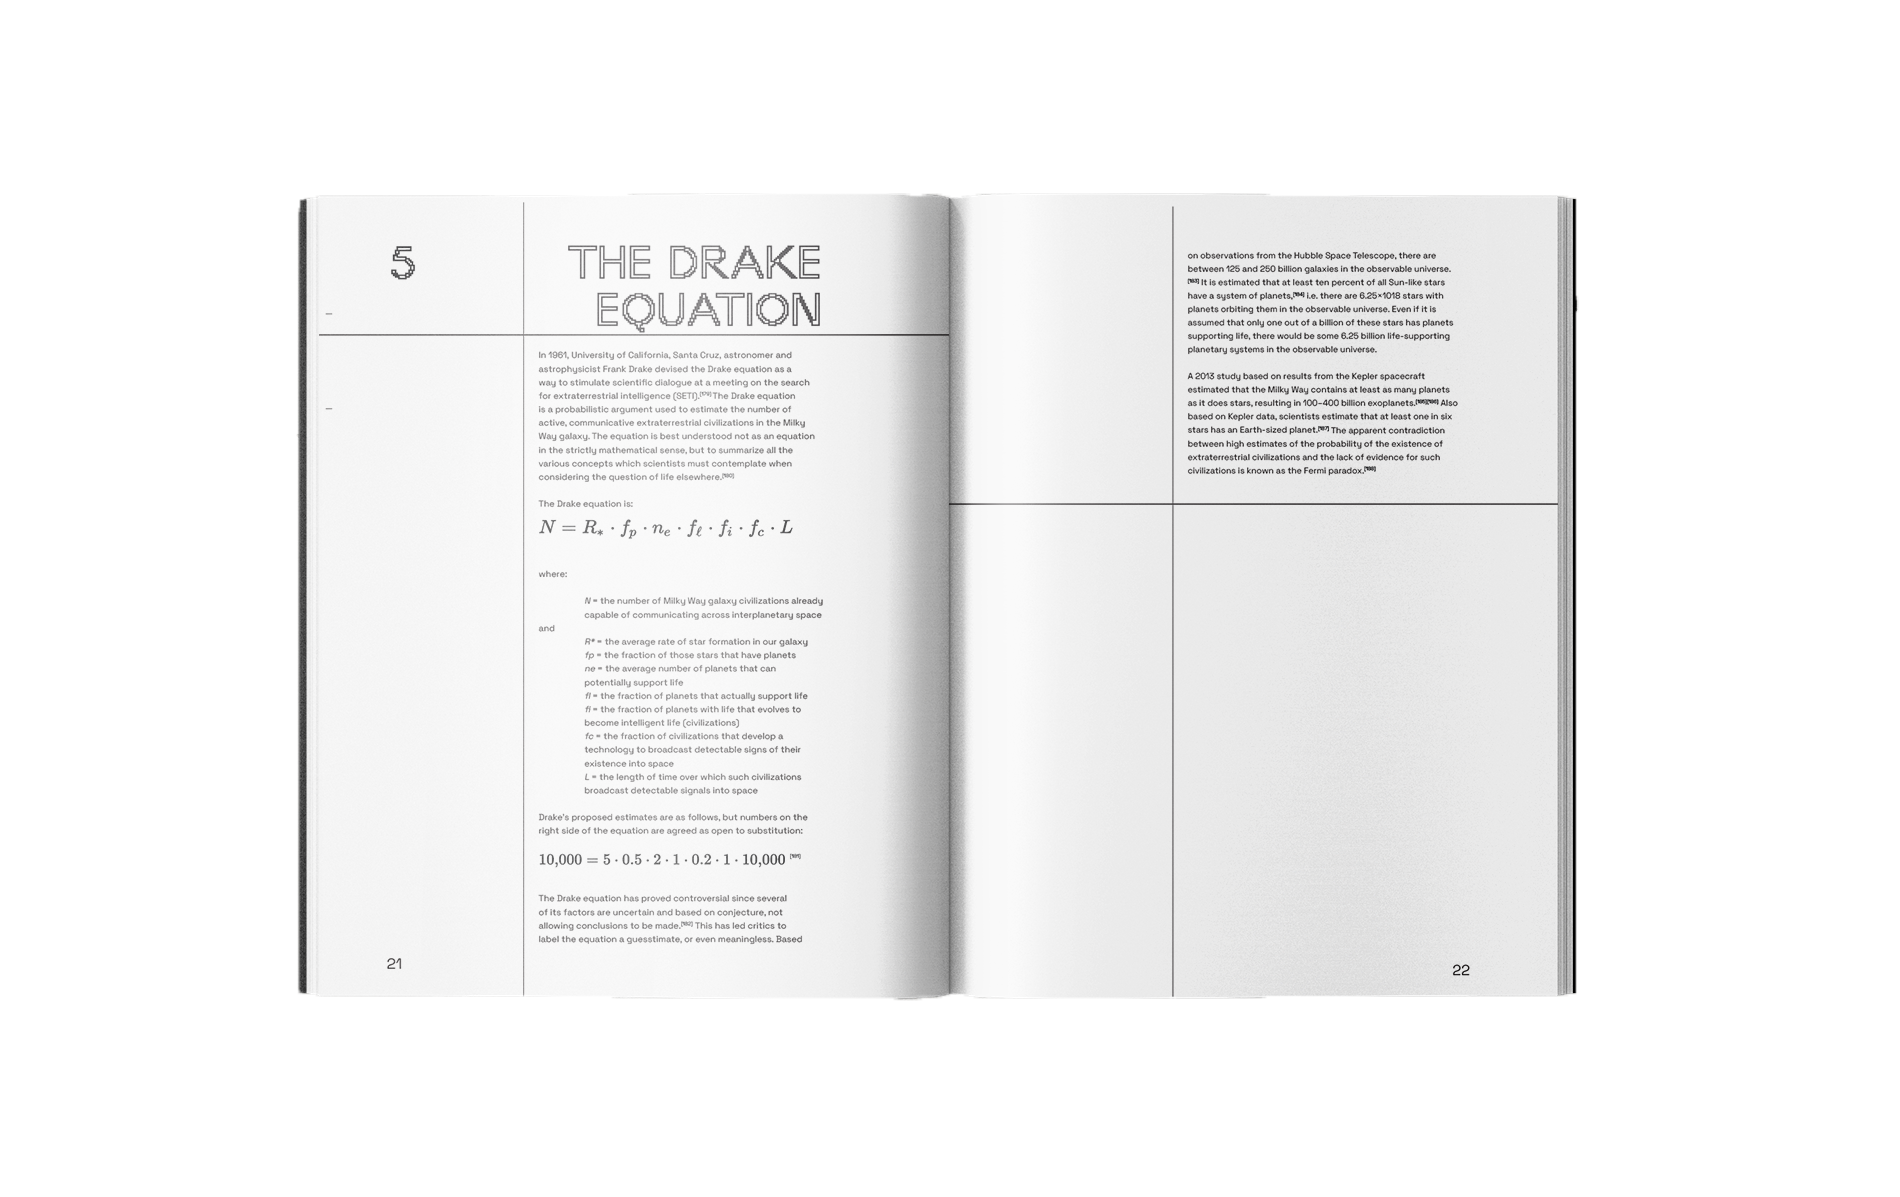 5
THE DRAKE
EQUATION
In 1961, University of California, Santa Cruz, astronomer and
astrophysicist Frank Drake devised the Drake equation as a
way to stimulate scientific dialogue at a meeting on the search
for extraterrestrial intelligence (SETI).[179] The Drake equation
is a probabilistic argument used to estimate the number of
active, communicative extraterrestrial civilizations in the Milky
Way galaxy. The equation is best understood not as an equation
in the strictly mathematical sense, but to summarize all the
various concepts which scientists must contemplate when
considering the question of life elsewhere.[180]
The Drake equation is:
N = R* · fp · ne · fℓ · fi · fc · L
where:
N = the number of Milky Way galaxy civilizations already
capable of communicating across interplanetary space
and
R* = the average rate of star formation in our galaxy
fp = the fraction of those stars that have planets
ne = the average number of planets that can
potentially support life
fl = the fraction of planets that actually support life
fi = the fraction of planets with life that evolves to
become intelligent life (civilizations)
fc = the fraction of civilizations that develop a
technology to broadcast detectable signs of their
existence into space
L = the length of time over which such civilizations
broadcast detectable signals into space
Drake's proposed estimates are as follows, but numbers on the
right side of the equation are agreed as open to substitution:
10,000 = 5 · 0.5 · 2 · 1 · 0.2 · 1 · 10,000 [181]
The Drake equation has proved controversial since several
of its factors are uncertain and based on conjecture, not
allowing conclusions to be made.[182] This has led critics to
label the equation a guesstimate, or even meaningless. Based
21
on observations from the Hubble Space Telescope, there are
between 125 and 250 billion galaxies in the observable universe.
[183] It is estimated that at least ten percent of all Sun-like stars
have a system of planets,[184] i.e. there are 6.25×1018 stars with
planets orbiting them in the observable universe. Even if it is
assumed that only one out of a billion of these stars has planets
supporting life, there would be some 6.25 billion life-supporting
planetary systems in the observable universe.
A 2013 study based on results from the Kepler spacecraft
estimated that the Milky Way contains at least as many planets
as it does stars, resulting in 100–400 billion exoplanets.[185][186] Also
based on Kepler data, scientists estimate that at least one in six
stars has an Earth-sized planet.[187] The apparent contradiction
between high estimates of the probability of the existence of
extraterrestrial civilizations and the lack of evidence for such
civilizations is known as the Fermi paradox.[188]
22